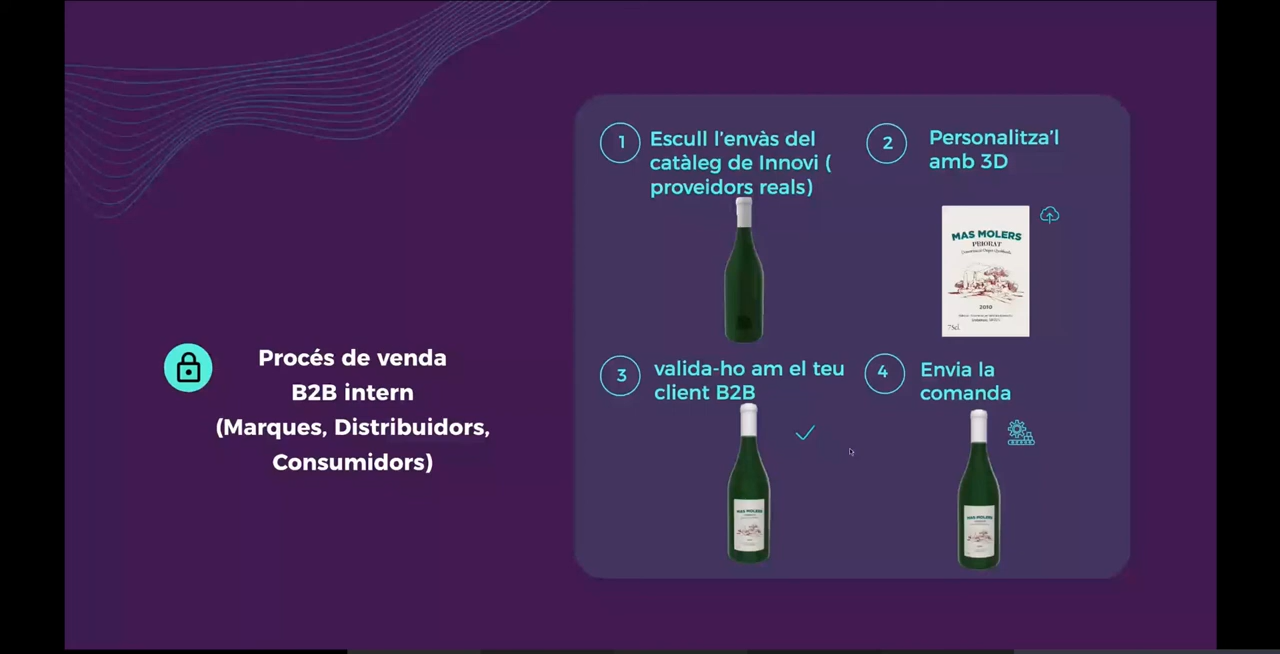 Procés de venda
B2B intern
(Marques, Distribuidors,
Consumidors)
1
Escull l'envàs del
catàleg de Innovi (
proveidors reals)
2
Personalitza'l
amb 3D
MAS MOLERS
PRIORAT
2010
75cl.
3
valida-ho am el teu
client B2B
MAS MOLERS
4
Envia la
comanda
MAS MOLERS